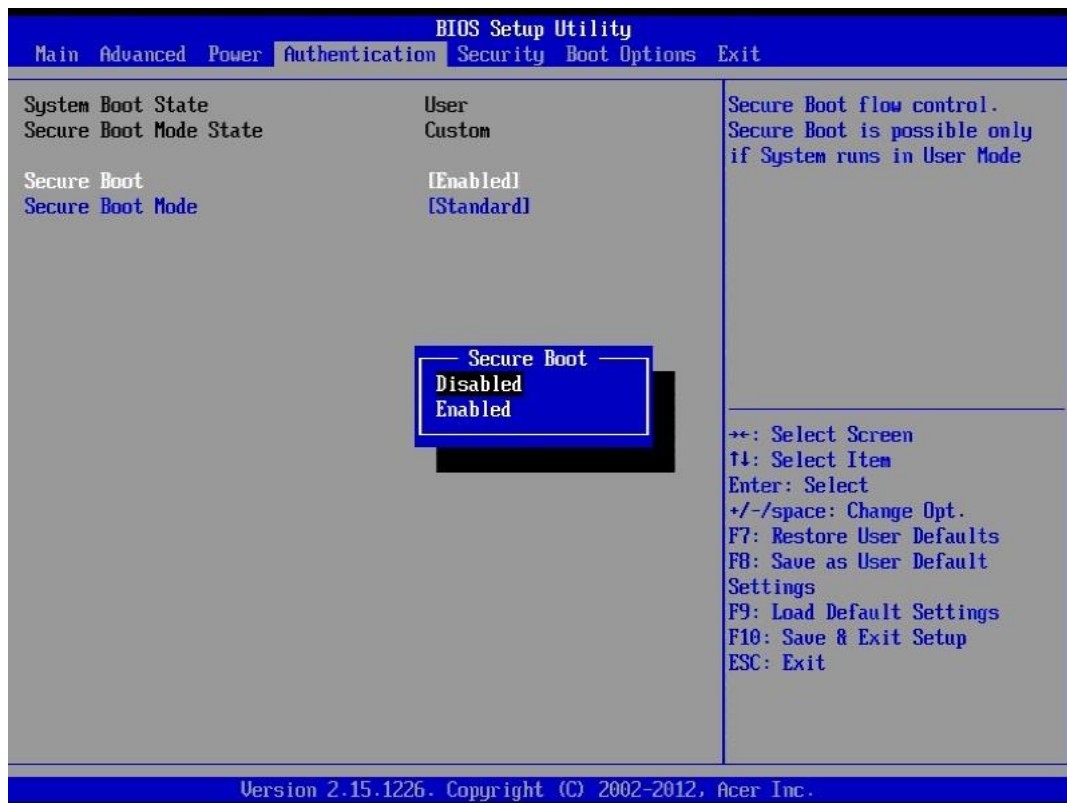 BIOS Setup Utility
Main Advanced Power Authentication Security Boot Options Exit
System Boot State User
Secure Boot Mode State Custom
Secure Boot [Enabled]
Secure Boot Mode [Standard]
Secure Boot flow control.
Secure Boot is possible only
if System runs in User Mode
Secure Boot
Disabled
Enabled
→←: Select Screen
↑↓: Select Item
Enter: Select
+/-/space: Change Opt.
F7: Restore User Defaults
F8: Save as User Default
Settings
F9: Load Default Settings
F10: Save & Exit Setup
ESC: Exit
Version 2.15.1226. Copyright (C) 2002-2012, Acer Inc.